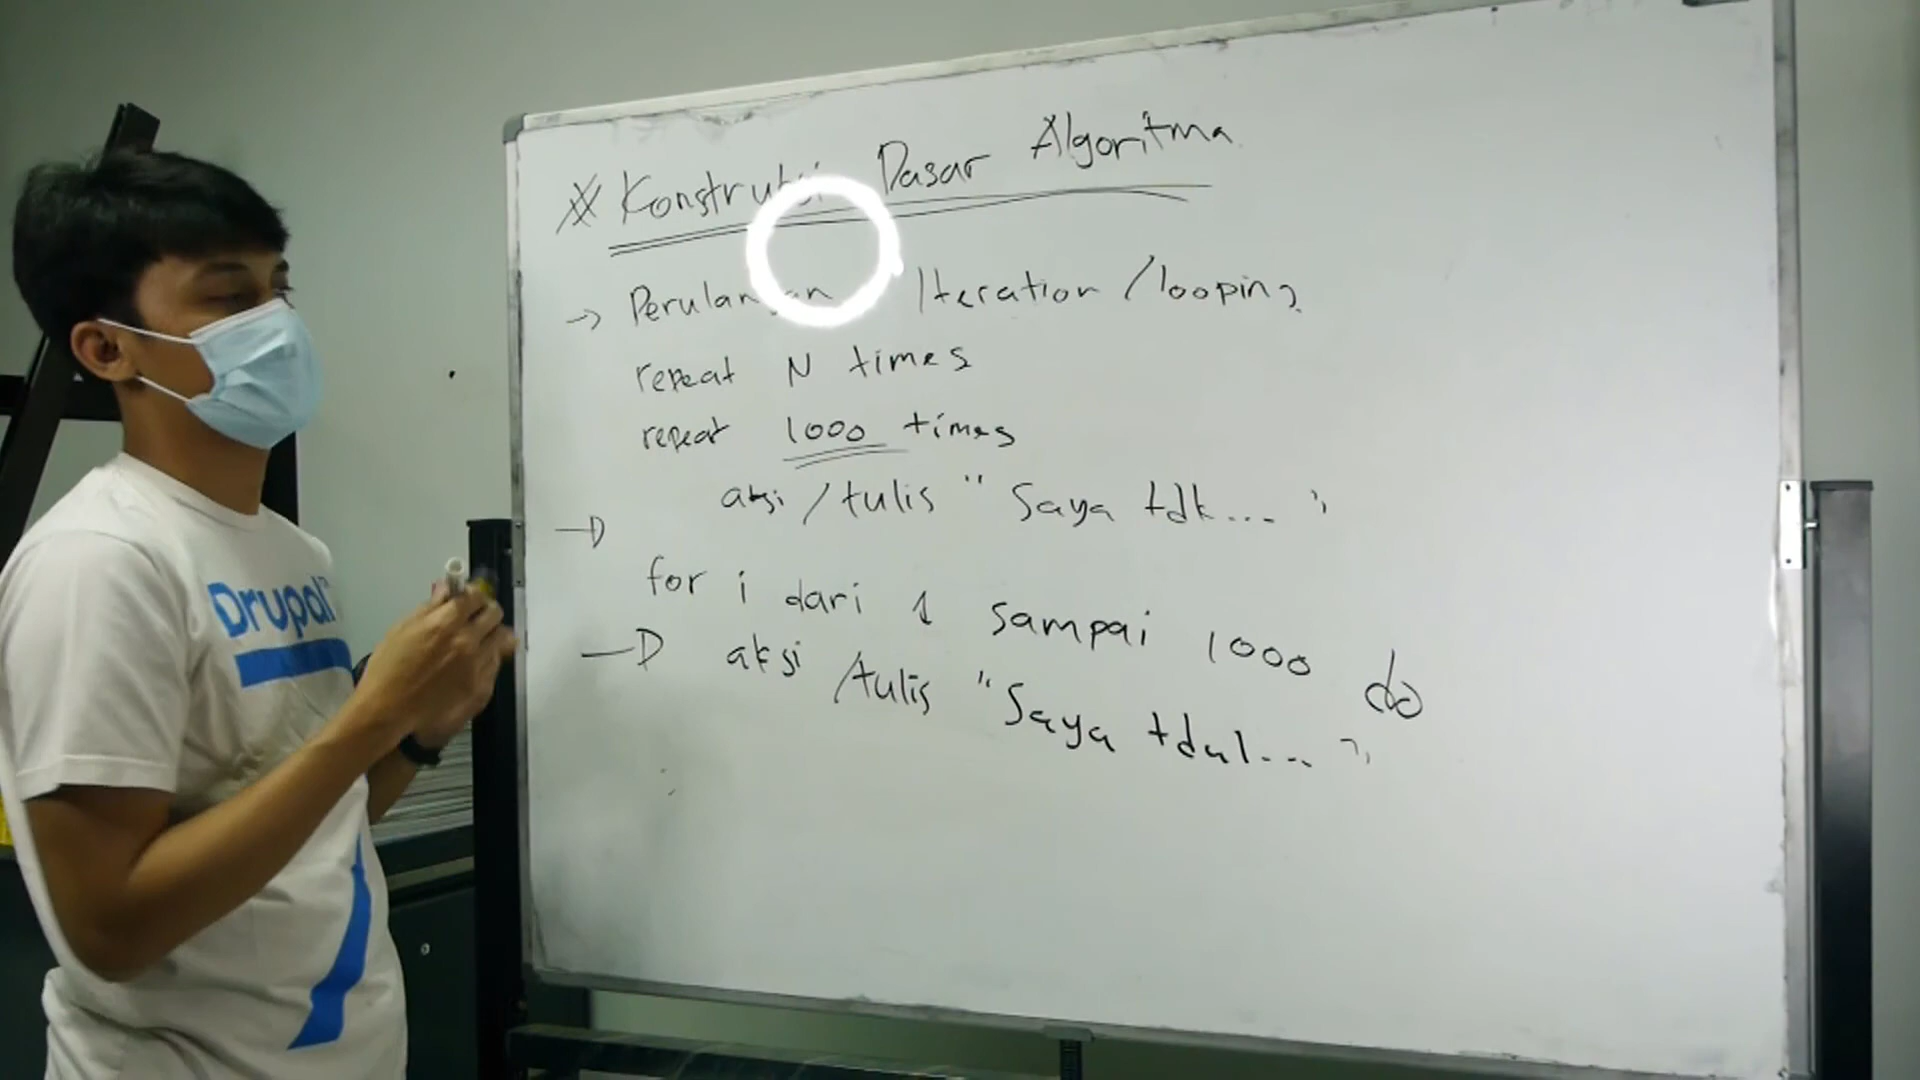 # Konstruksi Dasar Algoritma
→ Perulangan Iteration / looping
repeat N times
repeat 1000 times
aksi / tulis " Saya tdk... "
for i dari 1 sampai 1000 do
aksi / tulis " Saya ... "
Drupal